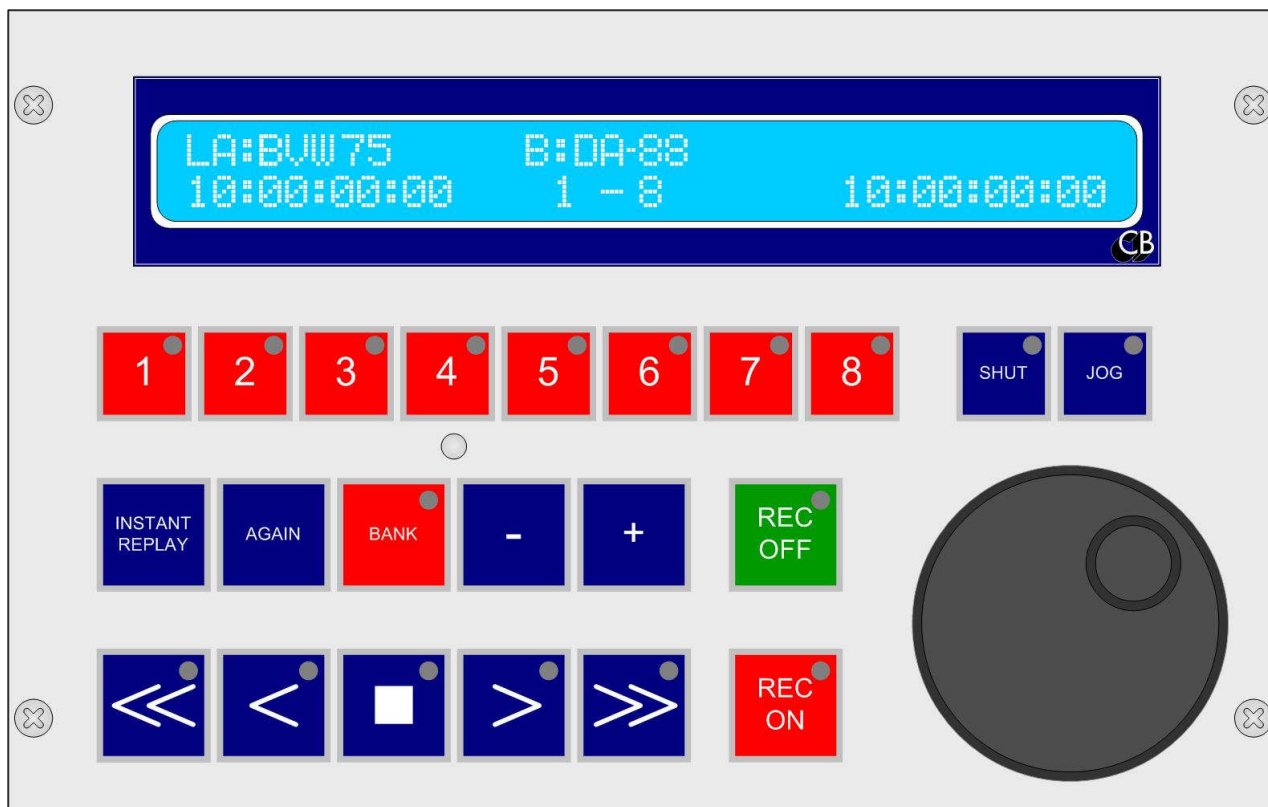 LA:BVW75 B:DA-88
10:00:00:00 1 - 8 10:00:00:00
CB
1 2 3 4 5 6 7 8 SHUT JOG
INSTANT REPLAY AGAIN BANK - + REC OFF
<< < ■ > >> REC ON